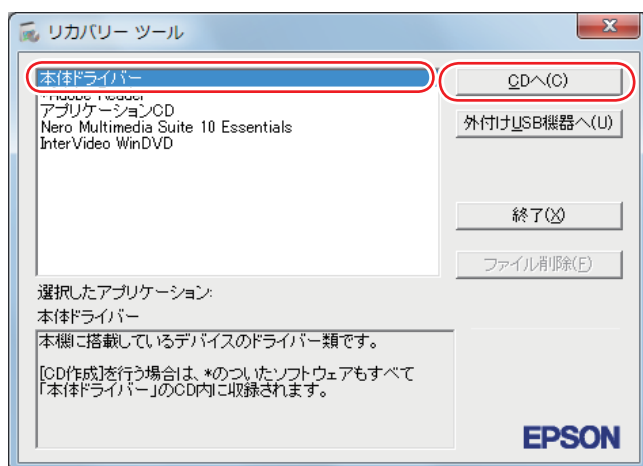 リカバリー ツール
本体ドライバー
*Adobe Reader
アプリケーションCD
Nero Multimedia Suite 10 Essentials
InterVideo WinDVD
CDへ(C)
外付けUSB機器へ(U)
終了(X)
ファイル削除(F)
選択したアプリケーション:
本体ドライバー
本機に搭載しているデバイスのドライバー類です。
[CD作成]を行う場合は、*のついたソフトウェアもすべて
「本体ドライバー」のCD内に収録されます。
EPSON